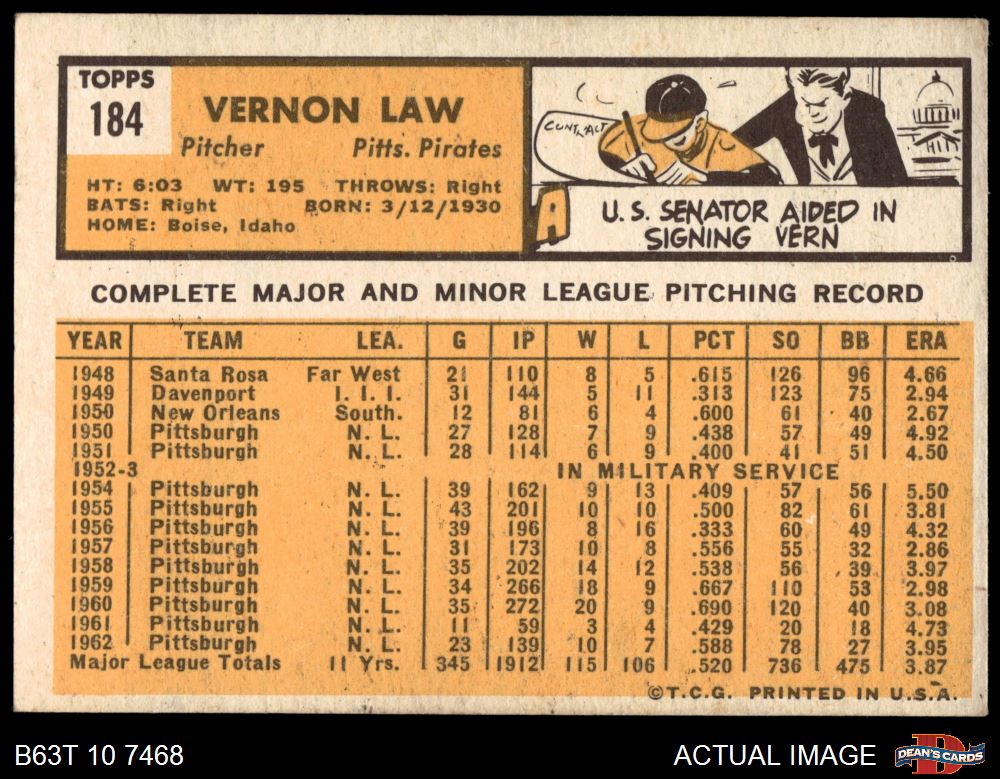 TOPPS
184
VERNON LAW
Pitcher Pitts. Pirates
HT: 6:03 WT: 195 THROWS: Right
BATS: Right BORN: 3/12/1930
HOME: Boise, Idaho
CONTRACT
U. S. SENATOR AIDED IN
SIGNING VERN
COMPLETE MAJOR AND MINOR LEAGUE PITCHING RECORD
YEAR TEAM LEA. G IP W L PCT SO BB ERA
1948 Santa Rosa Far West 21 110 8 5 .615 126 96 4.66
1949 Davenport I. I. I. 31 144 5 11 .313 123 75 2.94
1950 New Orleans South. 12 81 6 4 .600 61 40 2.67
1950 Pittsburgh N. L. 27 128 7 9 .438 57 49 4.92
1951 Pittsburgh N. L. 28 114 6 9 .400 41 51 4.50
1952-3 IN MILITARY SERVICE
1954 Pittsburgh N. L. 39 162 9 13 .409 57 56 5.50
1955 Pittsburgh N. L. 43 201 10 10 .500 82 61 3.81
1956 Pittsburgh N. L. 39 196 8 16 .333 60 49 4.32
1957 Pittsburgh N. L. 31 173 10 8 .556 55 32 2.86
1958 Pittsburgh N. L. 35 202 14 12 .538 56 39 3.97
1959 Pittsburgh N. L. 34 266 18 9 .667 110 53 2.98
1960 Pittsburgh N. L. 35 272 20 9 .690 120 40 3.08
1961 Pittsburgh N. L. 11 59 3 4 .429 20 18 4.73
1962 Pittsburgh N. L. 23 139 10 7 .588 78 27 3.95
Major League Totals 11 Yrs. 345 1912 115 106 .520 736 475 3.87
©T.C.G. PRINTED IN U.S.A.
B63T 10 7468
ACTUAL IMAGE
DEAN'S CARDS